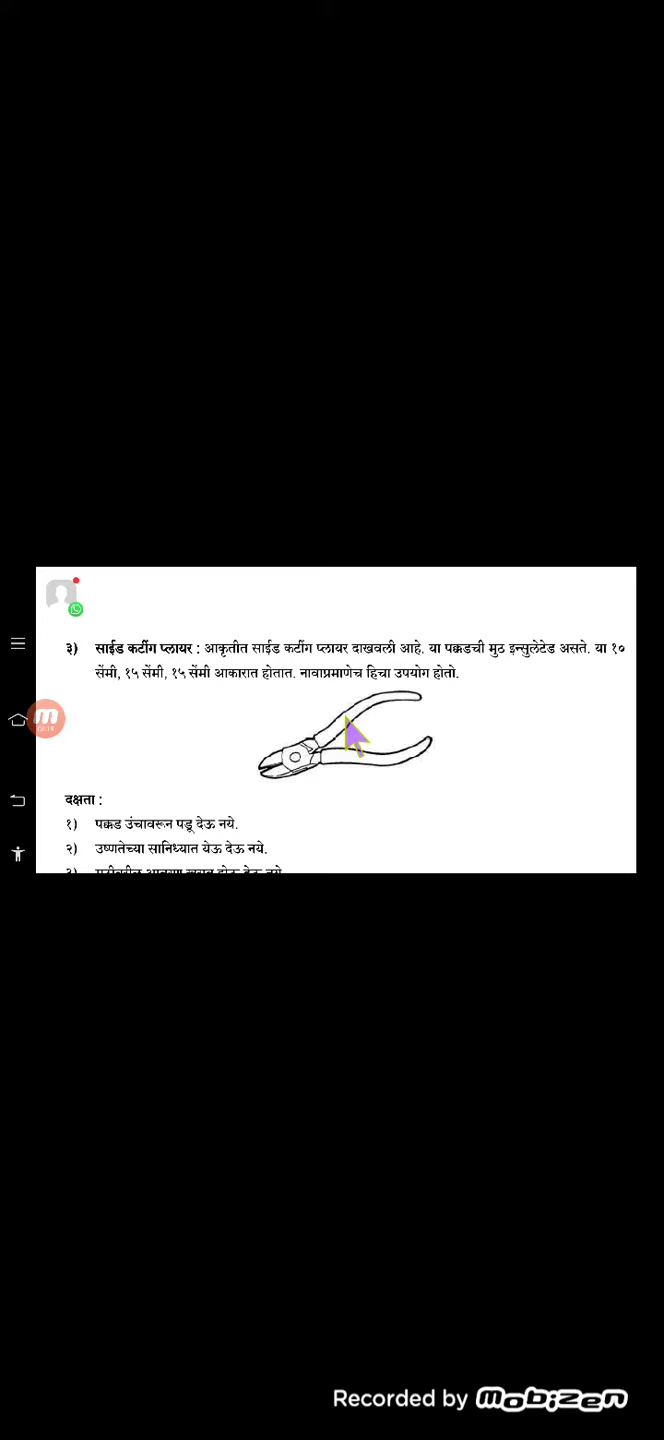 ३) साईड कटींग प्लायर : आकृतीत साईड कटींग प्लायर दाखवली आहे. या पक्कडची मुठ इन्सुलेटेड असते. या १०
सेंमी, १५ सेंमी, १५ सेंमी आकारात होतात. नावाप्रमाणेच हिचा उपयोग होतो.
दक्षता :
१) पक्कड उंचावरून पडू देऊ नये.
२) उष्णतेच्या सानिध्यात येऊ देऊ नये.
Recorded by mobizen